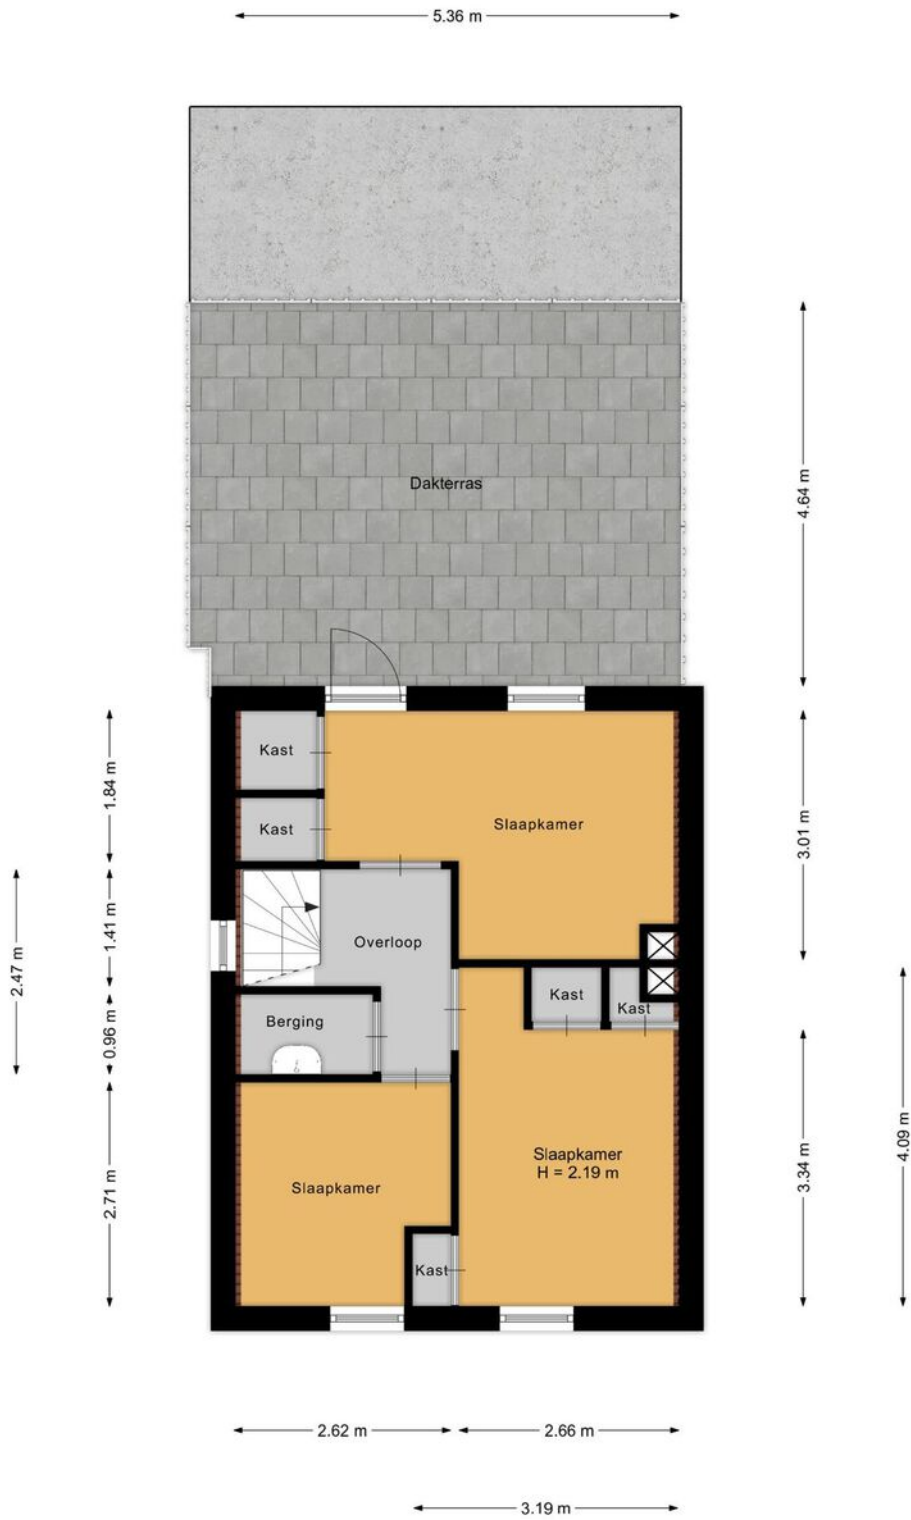 5.36 m
4.64 m
Dakterras
Kast
1.84 m
3.01 m
Slaapkamer
Kast
1.41 m
2.47 m
Overloop
Kast
Kast
0.96 m
Berging
4.09 m
Slaapkamer
H = 2.19 m
3.34 m
2.71 m
Slaapkamer
Kast
2.62 m
2.66 m
3.19 m